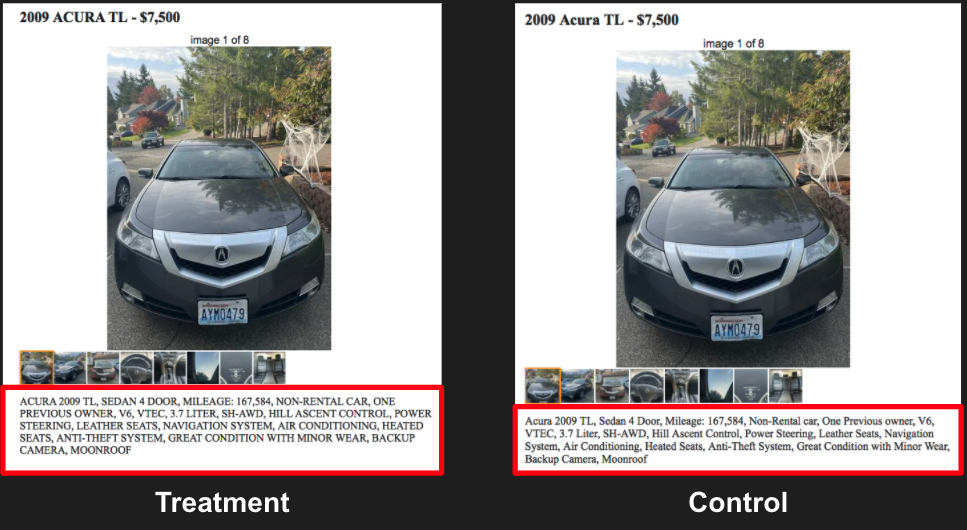 2009 ACURA TL - $7,500
image 1 of 8
AYM0479
ACURA 2009 TL, SEDAN 4 DOOR, MILEAGE: 167,584, NON-RENTAL CAR, ONE
PREVIOUS OWNER, V6, VTEC, 3.7 LITER, SH-AWD, HILL ASCENT CONTROL, POWER
STEERING, LEATHER SEATS, NAVIGATION SYSTEM, AIR CONDITIONING, HEATED
SEATS, ANTI-THEFT SYSTEM, GREAT CONDITION WITH MINOR WEAR, BACKUP
CAMERA, MOONROOF
Treatment
2009 Acura TL - $7,500
image 1 of 8
AYM0479
Acura 2009 TL, Sedan 4 Door, Mileage: 167,584, Non-Rental car, One Previous owner, V6,
VTEC, 3.7 Liter, SH-AWD, Hill Ascent Control, Power Steering, Leather Seats, Navigation
System, Air Conditioning, Heated Seats, Anti-Theft System, Great Condition with Minor Wear,
Backup Camera, Moonroof
Control